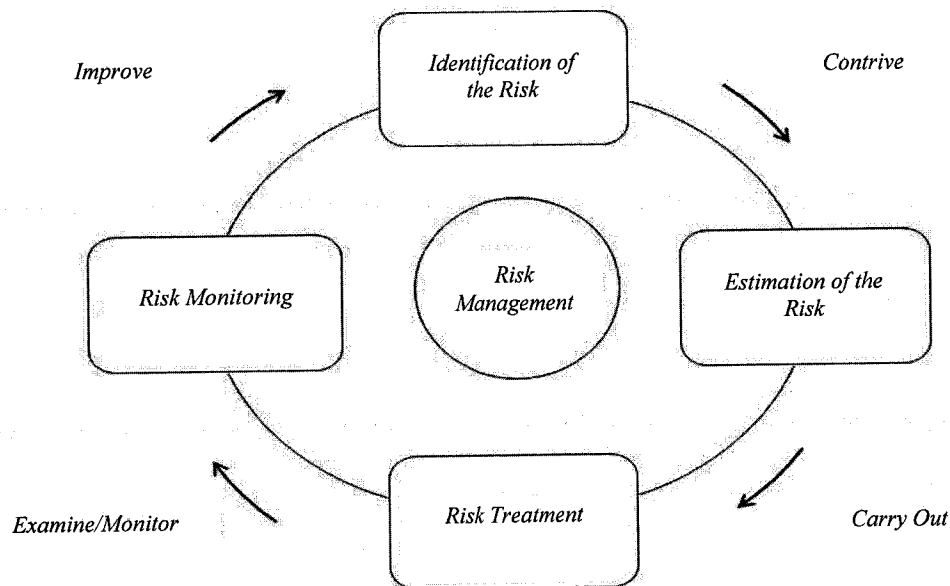 Improve
Identification of
the Risk
Contrive
Risk Monitoring
Risk
Management
Estimation of the
Risk
Examine/Monitor
Risk Treatment
Carry Out